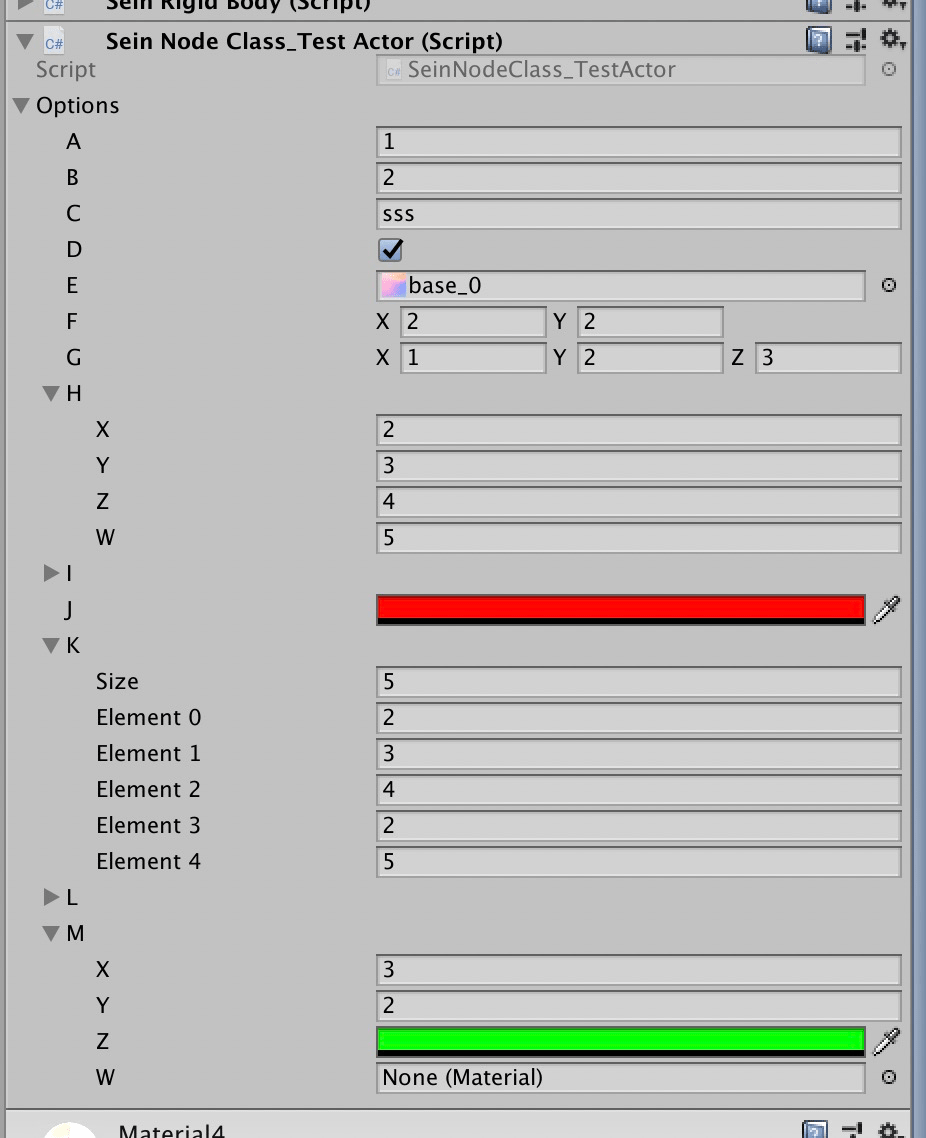 C# Sein Rigid Body (Script)
C# Sein Node Class_Test Actor (Script)
Script C# SeinNodeClass_TestActor
Options
A 1
B 2
C sss
D
E base_0
F X 2 Y 2
G X 1 Y 2 Z 3
H
X 2
Y 3
Z 4
W 5
I
J
K
Size 5
Element 0 2
Element 1 3
Element 2 4
Element 3 2
Element 4 5
L
M
X 3
Y 2
Z
W None (Material)
Material4